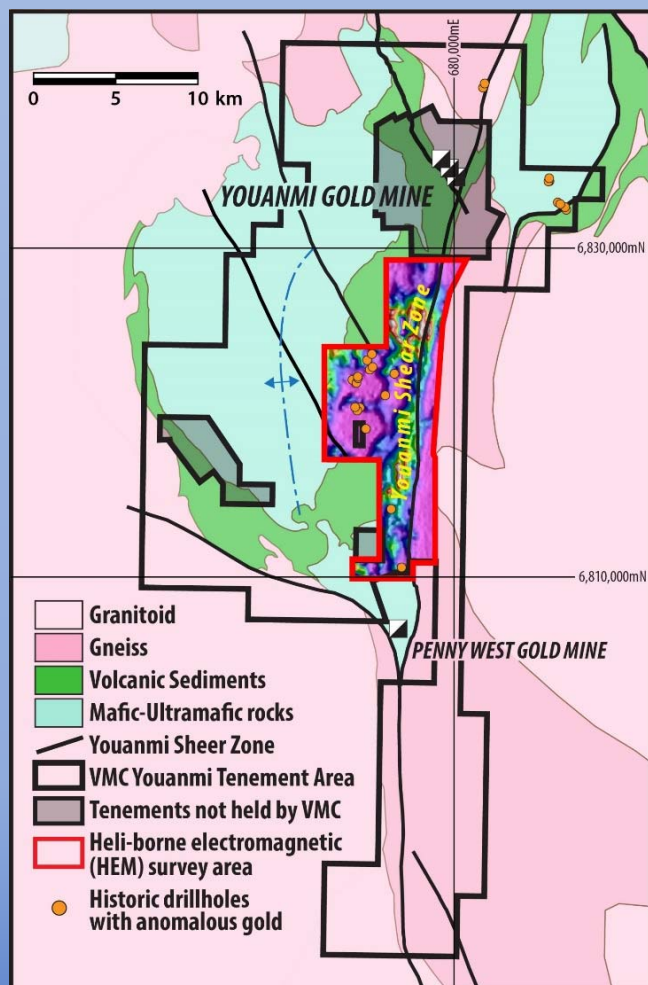 680,000mE
0 5 10 km
YOUANMI GOLD MINE
6,830,000mN
Youanmi Shear Zone
6,810,000mN
Granitoid
Gneiss
Volcanic Sediments
Mafic-Ultramafic rocks
Youanmi Sheer Zone
VMC Youanmi Tenement Area
Tenements not held by VMC
Heli-borne electromagnetic
(HEM) survey area
Historic drillholes
with anomalous gold
PENNY WEST GOLD MINE